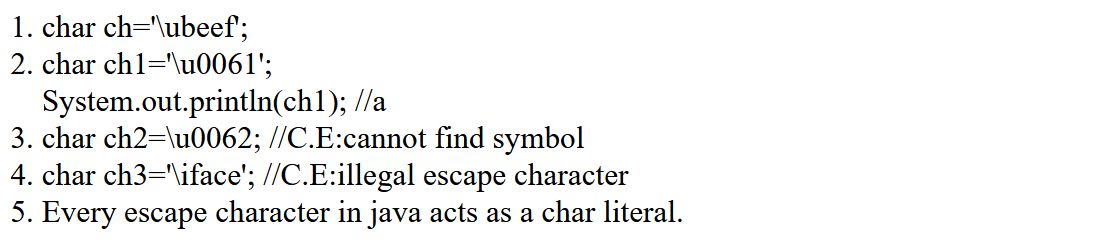 1. char ch='\ubeef';
2. char ch1='\u0061';
System.out.println(ch1); //a
3. char ch2=\u0062; //C.E:cannot find symbol
4. char ch3='\iface'; //C.E:illegal escape character
5. Every escape character in java acts as a char literal.